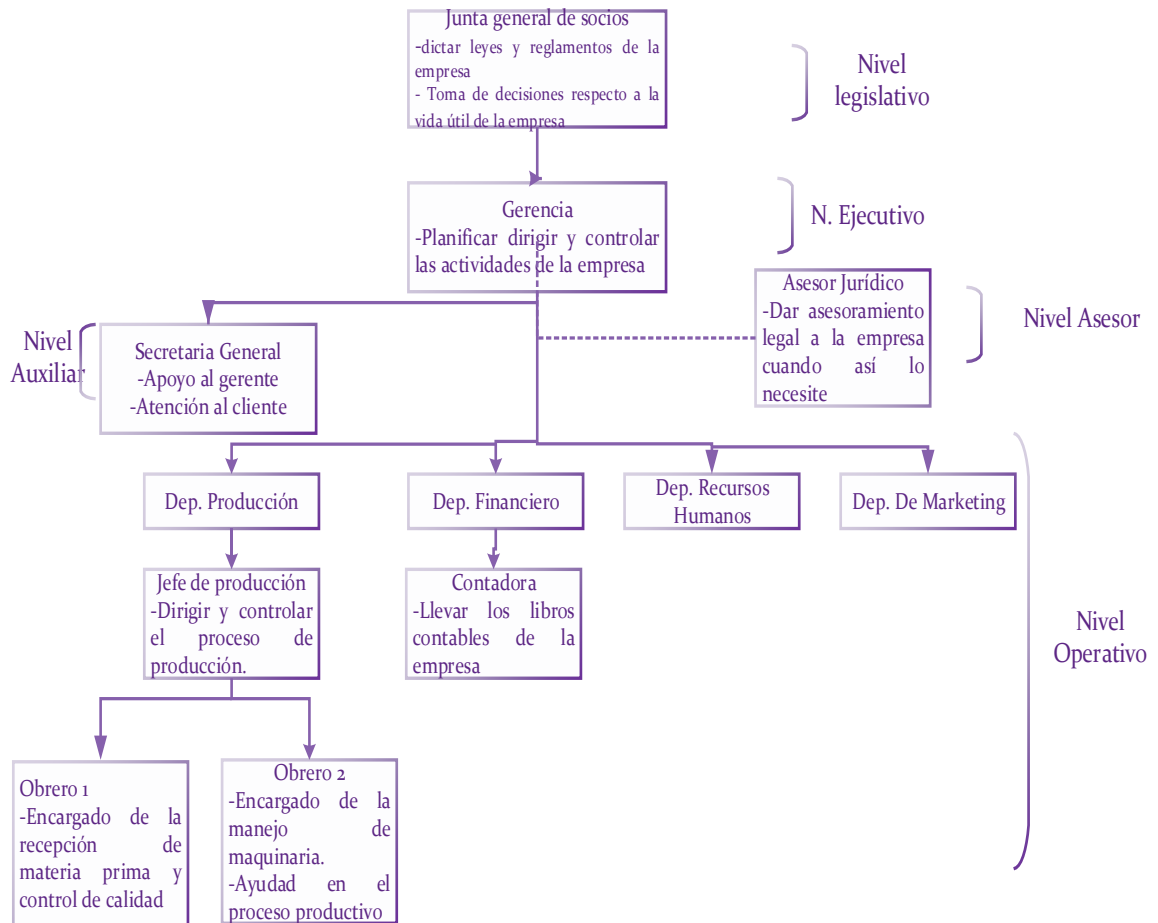 Junta general de socios
-dictar leyes y reglamentos de la
empresa
- Toma de decisiones respecto a la
vida útil de la empresa
Nivel
legislativo
Gerencia
-Planificar dirigir y controlar
las actividades de la empresa
N. Ejecutivo
Asesor Jurídico
-Dar asesoramiento
legal a la empresa
cuando así lo
necesite
Nivel Asesor
Nivel
Auxiliar
Secretaria General
-Apoyo al gerente
-Atención al cliente
Dep. Producción
Dep. Financiero
Dep. Recursos
Humanos
Dep. De Marketing
Jefe de producción
-Dirigir y controlar
el proceso de
producción.
Contadora
-Llevar los libros
contables de la
empresa
Nivel
Operativo
Obrero 1
-Encargado de la
recepción de
materia prima y
control de calidad
Obrero 2
-Encargado de la
manejo de
maquinaria.
-Ayudad en el
proceso productivo